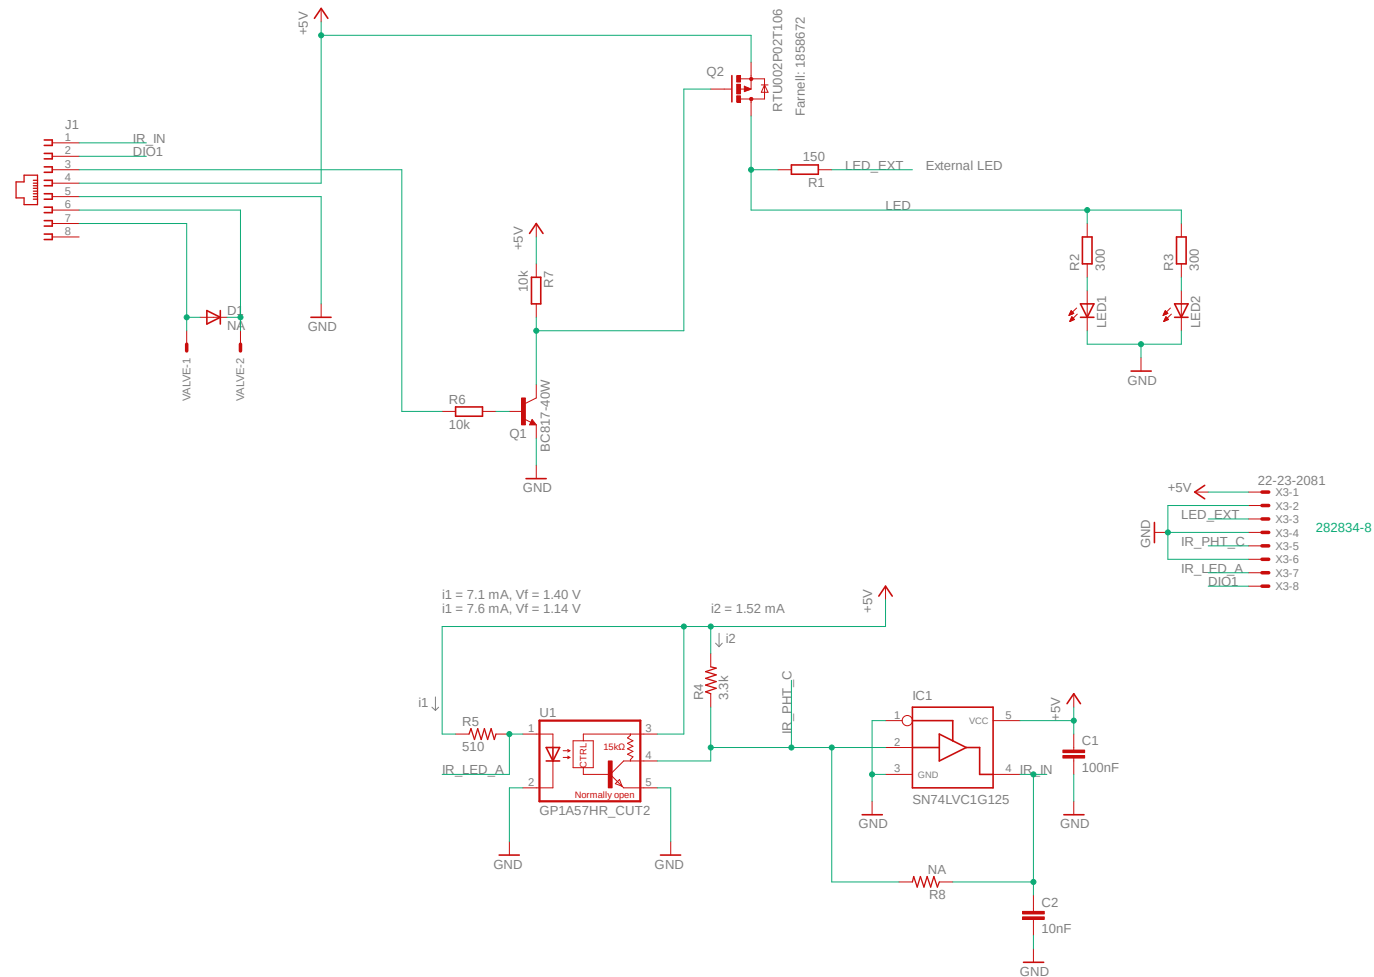 +5V
Q2
RTU002P02T106
Farnell: 1858672
J1
1
2
3
4
5
6
7
8
IR_IN
DIO1
150
R1
LED_EXT
External LED
LED
R2
300
R3
300
LED1
LED2
GND
+5V
10k
R7
D1
NA
GND
VALVE-1
VALVE-2
R6
10k
Q1
BC817-40W
GND
22-23-2081
+5V
X3-1
X3-2
LED_EXT
X3-3
GND
X3-4
282834-8
IR_PHT_C
X3-5
X3-6
IR_LED_A
X3-7
DIO1
X3-8
i1 = 7.1 mA, Vf = 1.40 V
i1 = 7.6 mA, Vf = 1.14 V
i2 = 1.52 mA
+5V
i2
i1
R4
3.3k
IR_PHT_C
R5
510
IR_LED_A
U1
1
2
3
4
5
CTRL
15kΩ
Normally open
GP1A57HR_CUT2
GND
GND
IC1
1
2
3
GND
VCC
5
4
IR_IN
SN74LVC1G125
GND
+5V
C1
100nF
GND
NA
R8
C2
10nF
GND